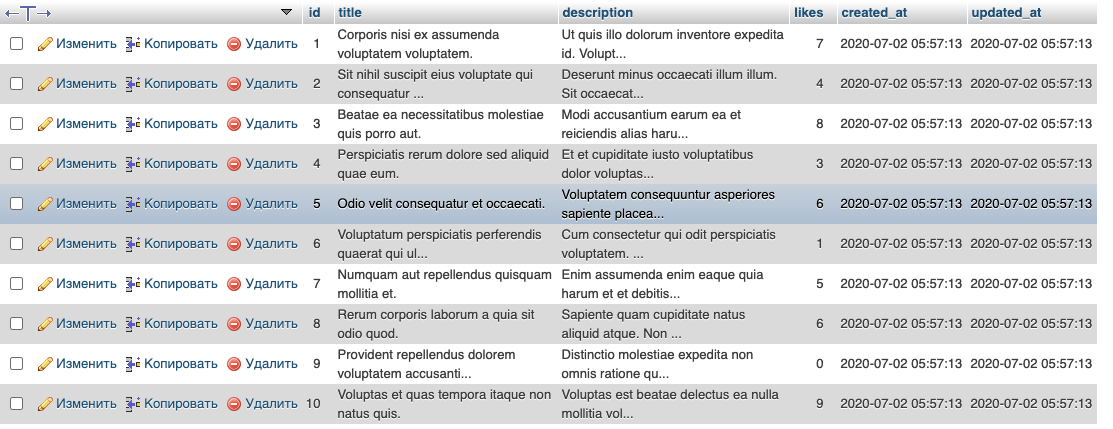 id title description likes created_at updated_at
Изменить Копировать Удалить 1 Corporis nisi ex assumenda Ut quis illo dolorum inventore expedita 7 2020-07-02 05:57:13 2020-07-02 05:57:13
voluptatem voluptatem. id. Volupt...
Изменить Копировать Удалить 2 Sit nihil suscipit eius voluptate qui Deserunt minus occaecati illum illum. 4 2020-07-02 05:57:13 2020-07-02 05:57:13
consequatur ... Sit occaecat...
Изменить Копировать Удалить 3 Beatae ea necessitatibus molestiae Modi accusantium earum ea et 8 2020-07-02 05:57:13 2020-07-02 05:57:13
quis porro aut. reiciendis alias haru...
Изменить Копировать Удалить 4 Perspiciatis rerum dolore sed aliquid Et et cupiditate iusto voluptatibus 3 2020-07-02 05:57:13 2020-07-02 05:57:13
quae eum. dolor voluptas...
Изменить Копировать Удалить 5 Odio velit consequatur et occaecati. Voluptatem consequuntur asperiores 6 2020-07-02 05:57:13 2020-07-02 05:57:13
sapiente placea...
Изменить Копировать Удалить 6 Voluptatum perspiciatis perferendis Cum consectetur qui odit perspiciatis 1 2020-07-02 05:57:13 2020-07-02 05:57:13
quaerat qui ul... voluptatem. ...
Изменить Копировать Удалить 7 Numquam aut repellendus quisquam Enim assumenda enim eaque quia 5 2020-07-02 05:57:13 2020-07-02 05:57:13
mollitia et. harum et et debitis...
Изменить Копировать Удалить 8 Rerum corporis laborum a quia sit Sapiente quam cupiditate natus 6 2020-07-02 05:57:13 2020-07-02 05:57:13
odio quod. aliquid atque. Non ...
Изменить Копировать Удалить 9 Provident repellendus dolorem Distinctio molestiae expedita non 0 2020-07-02 05:57:13 2020-07-02 05:57:13
voluptatem accusanti... omnis ratione qu...
Изменить Копировать Удалить 10 Voluptas et quas tempora itaque non Voluptas est beatae delectus ea nulla 9 2020-07-02 05:57:13 2020-07-02 05:57:13
natus quis. mollitia vol...